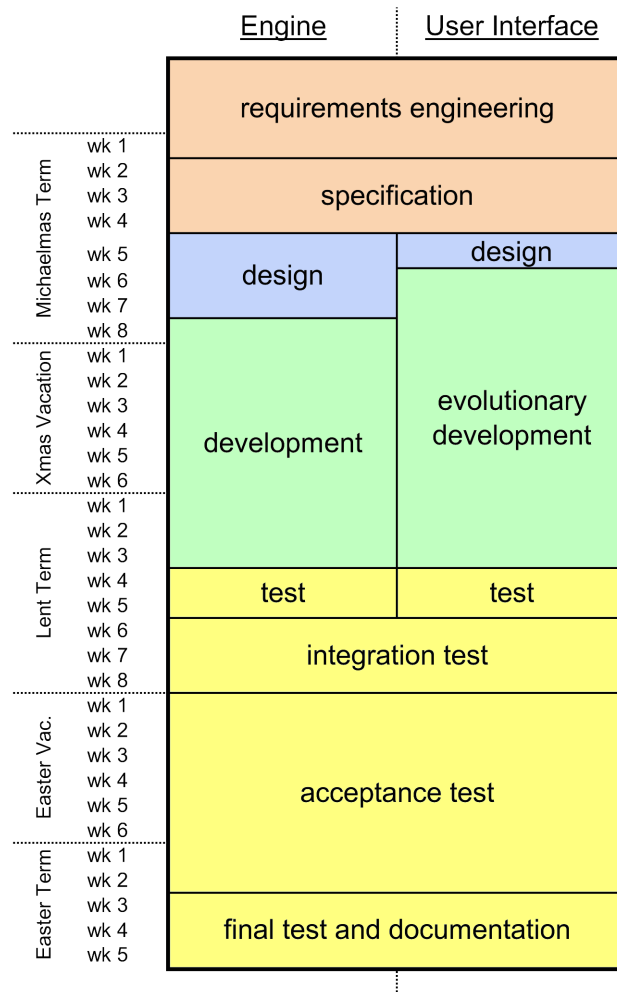 Engine
User Interface
requirements engineering
Michaelmas Term
wk 1
wk 2
wk 3
wk 4
wk 5
wk 6
wk 7
wk 8
specification
design
design
Xmas Vacation
wk 1
wk 2
wk 3
wk 4
wk 5
wk 6
development
evolutionary
development
Lent Term
wk 1
wk 2
wk 3
wk 4
wk 5
wk 6
wk 7
wk 8
test
test
integration test
Easter Vac.
wk 1
wk 2
wk 3
wk 4
wk 5
wk 6
acceptance test
Easter Term
wk 1
wk 2
wk 3
wk 4
wk 5
final test and documentation